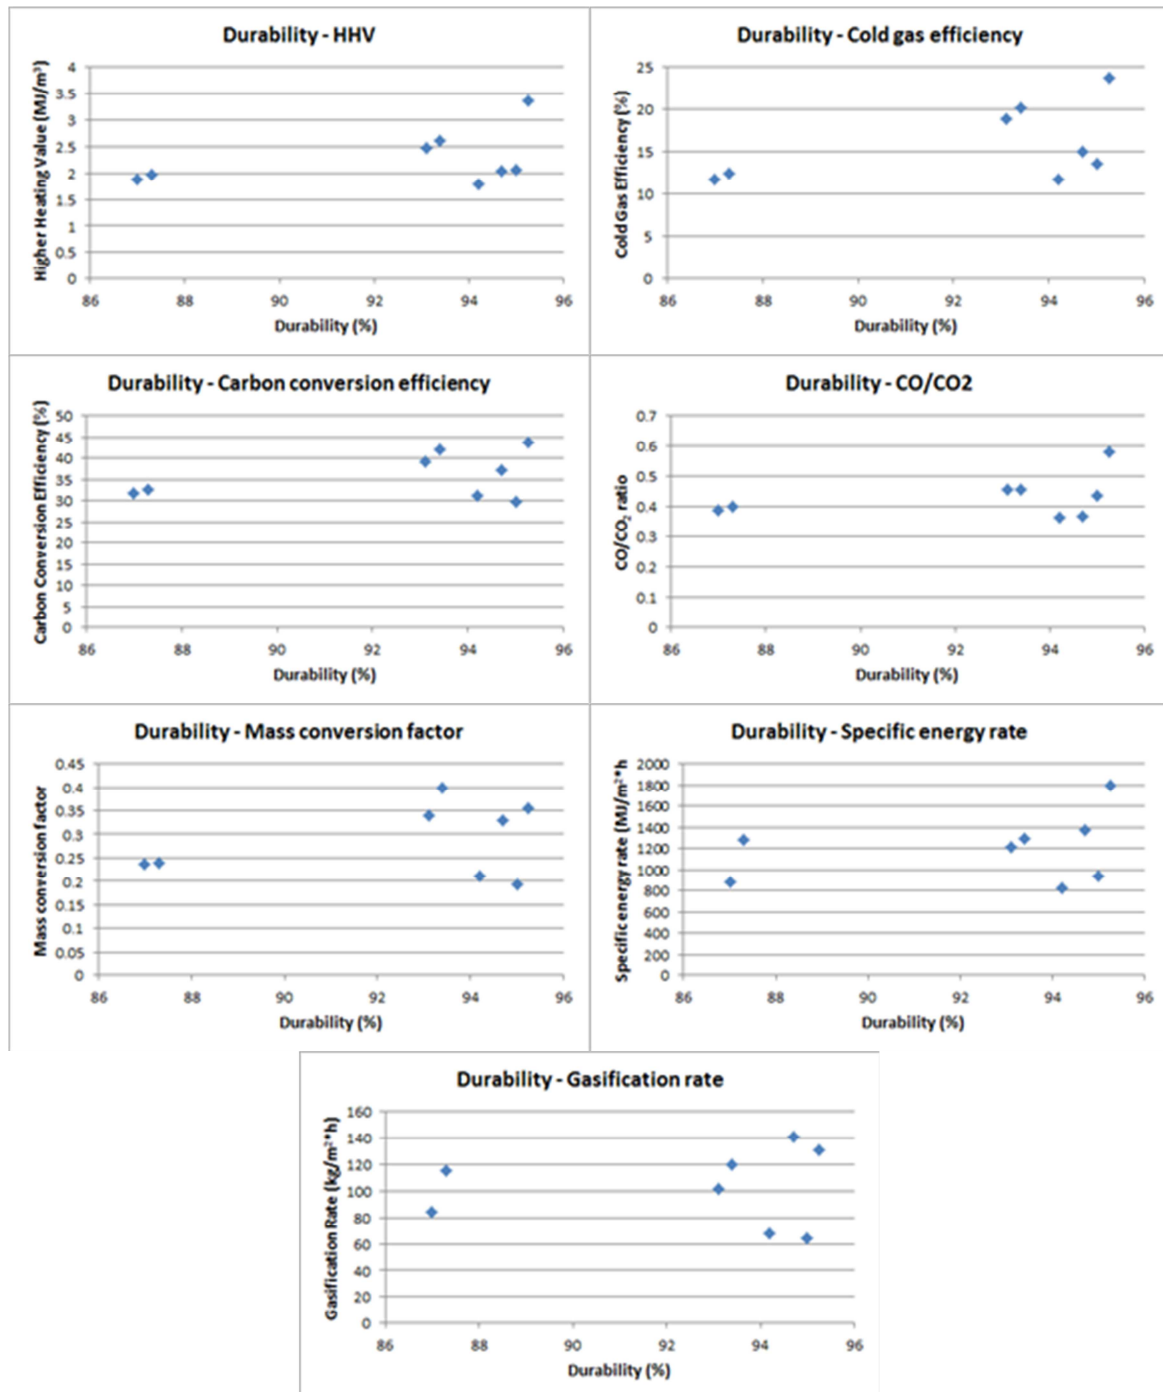 Durability - HHV
Higher Heating Value (MJ/m³)
4
3.5
3
2.5
2
1.5
1
0.5
0
86 88 90 92 94 96
Durability (%)
Durability - Cold gas efficiency
Cold Gas Efficiency (%)
25
20
15
10
5
0
86 88 90 92 94 96
Durability (%)
Durability - Carbon conversion efficiency
Carbon Conversion Efficiency (%)
50
45
40
35
30
25
20
15
10
5
0
86 88 90 92 94 96
Durability (%)
Durability - CO/CO2
CO/CO₂ ratio
0.7
0.6
0.5
0.4
0.3
0.2
0.1
0
86 88 90 92 94 96
Durability (%)
Durability - Mass conversion factor
Mass conversion factor
0.45
0.4
0.35
0.3
0.25
0.2
0.15
0.1
0.05
0
86 88 90 92 94 96
Durability (%)
Durability - Specific energy rate
Specific energy rate (MJ/m²*h
2000
1800
1600
1400
1200
1000
800
600
400
200
0
86 88 90 92 94 96
Durability (%)
Durability - Gasification rate
Gasification Rate (kg/m²*h)
160
140
120
100
80
60
40
20
0
86 88 90 92 94 96
Durability (%)